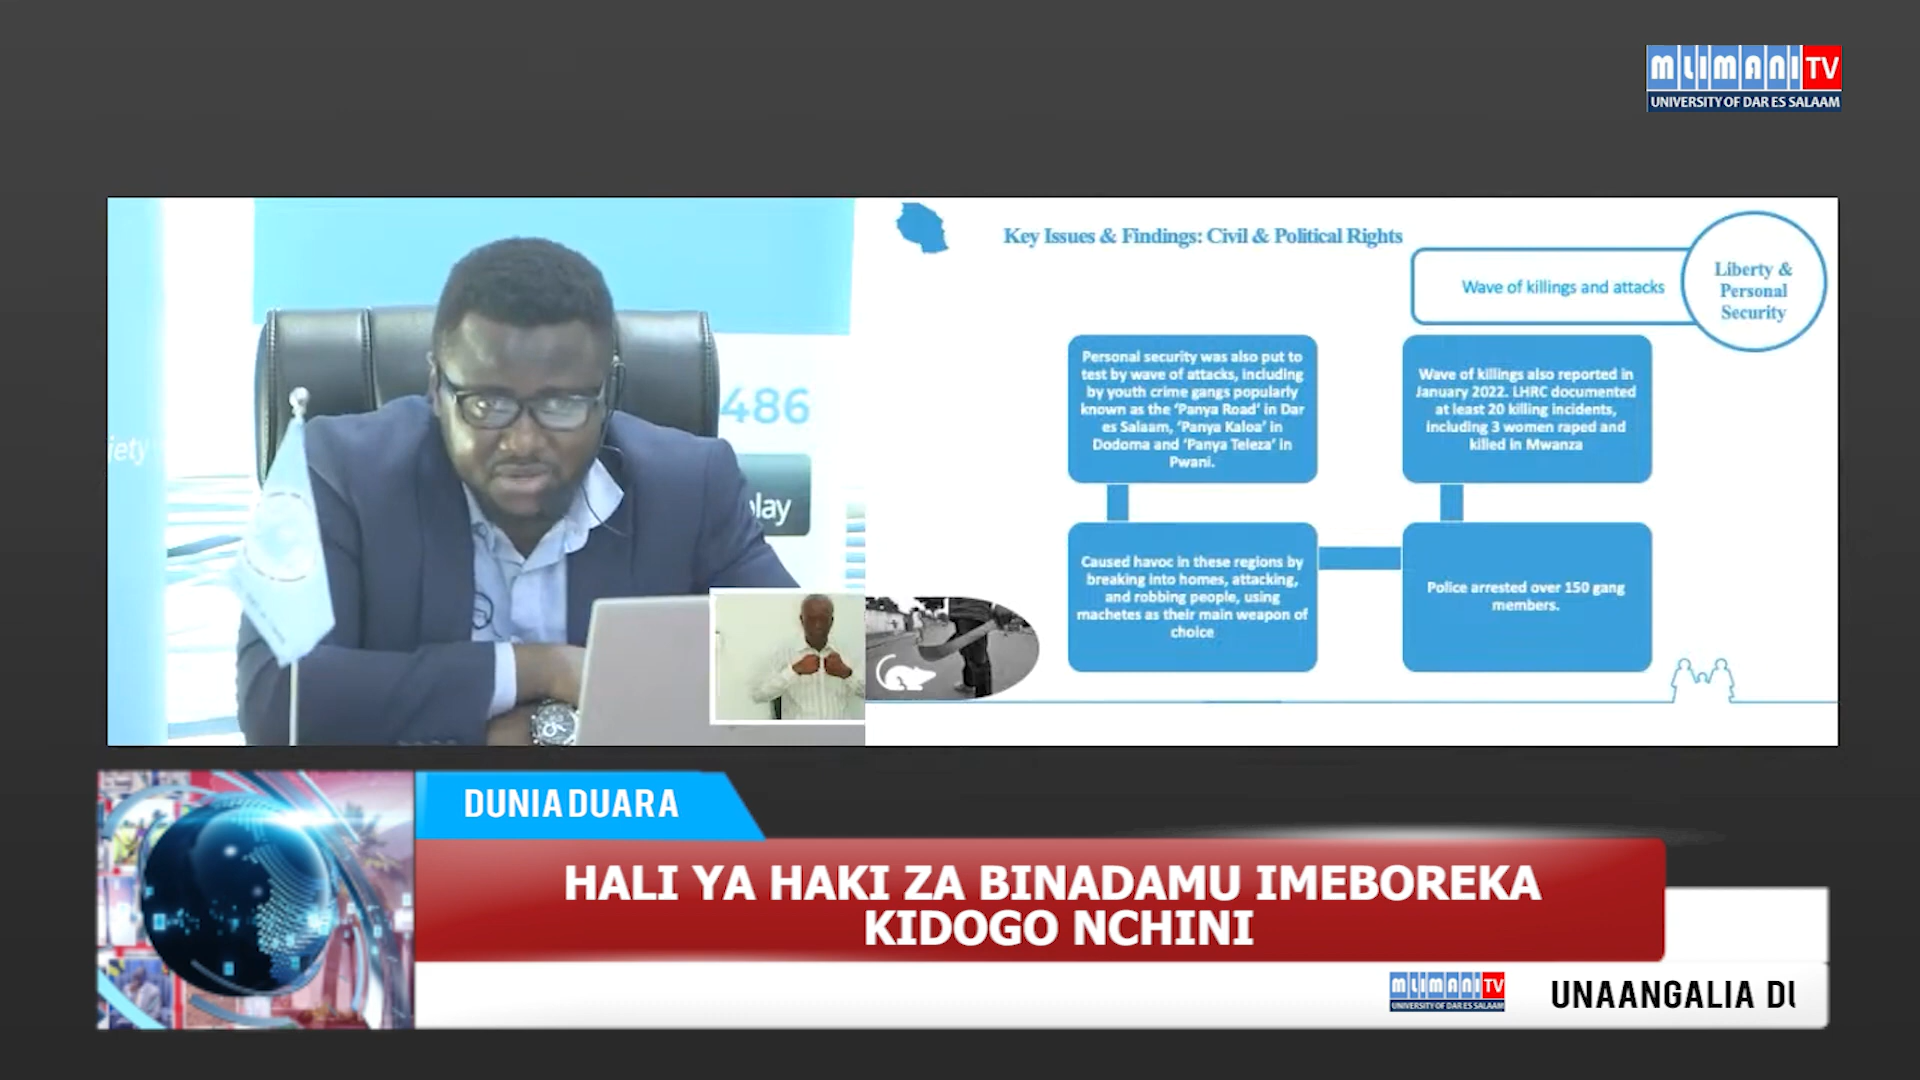 MLIMANI TV
UNIVERSITY OF DAR ES SALAAM
Key Issues & Findings: Civil & Political Rights
Wave of killings and attacks
Liberty &
Personal
Security
Personal security was also put to
test by wave of attacks, including
by youth crime gangs popularly
known as the ‘Panya Road’ in Dar
es Salaam, ‘Panya Kaloa’ in
Dodoma and ‘Panya Teleza’ in
Pwani.
Wave of killings also reported in
January 2022. LHRC documented
at least 20 killing incidents,
including 3 women raped and
killed in Mwanza
Caused havoc in these regions by
breaking into homes, attacking,
and robbing people, using
machetes as their main weapon of
choice
Police arrested over 150 gang
members.
486
iety
lay
DUNIA DUARA
HALI YA HAKI ZA BINADAMU IMEBOREKA
KIDOGO NCHINI
MLIMANI TV
UNIVERSITY OF DAR ES SALAAM
UNAANGALIA DU